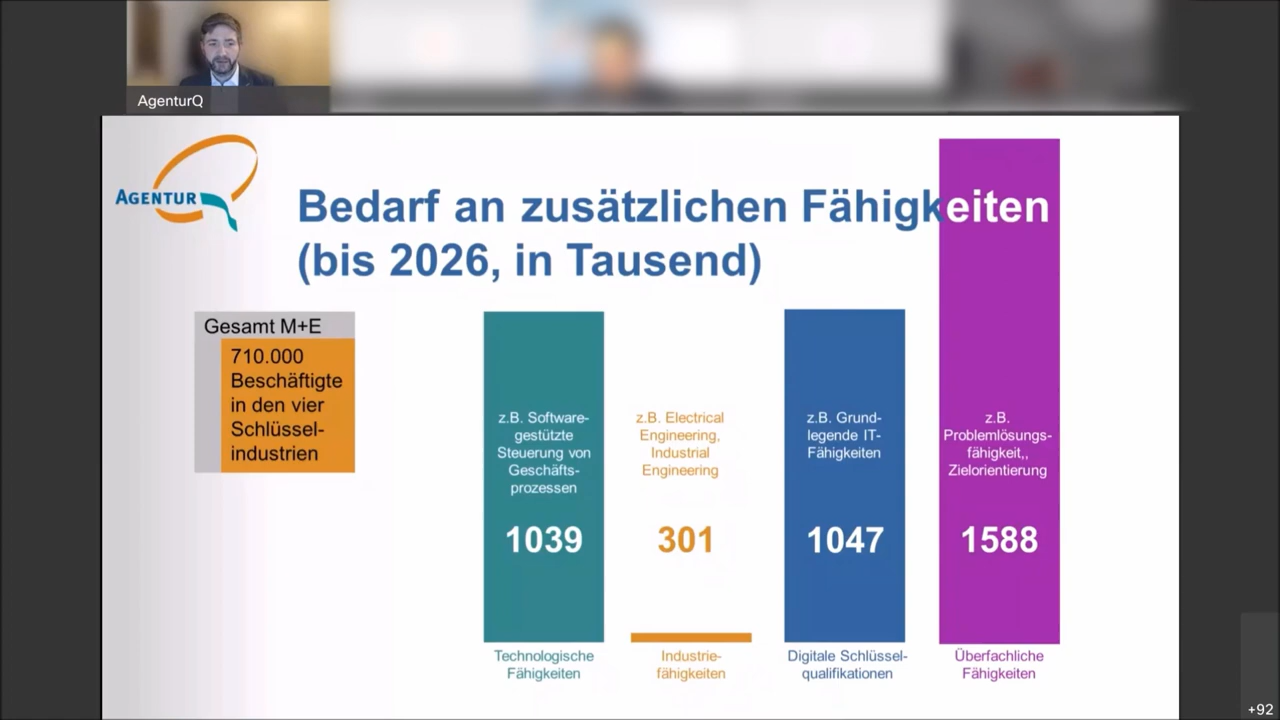 AgenturQ
AGENTUR
Bedarf an zusätzlichen Fähigkeiten
(bis 2026, in Tausend)
Gesamt M+E
710.000
Beschäftigte
in den vier
Schlüssel-
industrien
z.B. Software-
gestützte
Steuerung von
Geschäfts-
prozessen
1039
Technologische
Fähigkeiten
z.B. Electrical
Engineering,
Industrial
Engineering
301
Industrie-
fähigkeiten
z.B. Grund-
legende IT-
Fähigkeiten
1047
Digitale Schlüssel-
qualifikationen
z.B.
Problemlösungs-
fähigkeit,,
Zielorientierung
1588
Überfachliche
Fähigkeiten
+92